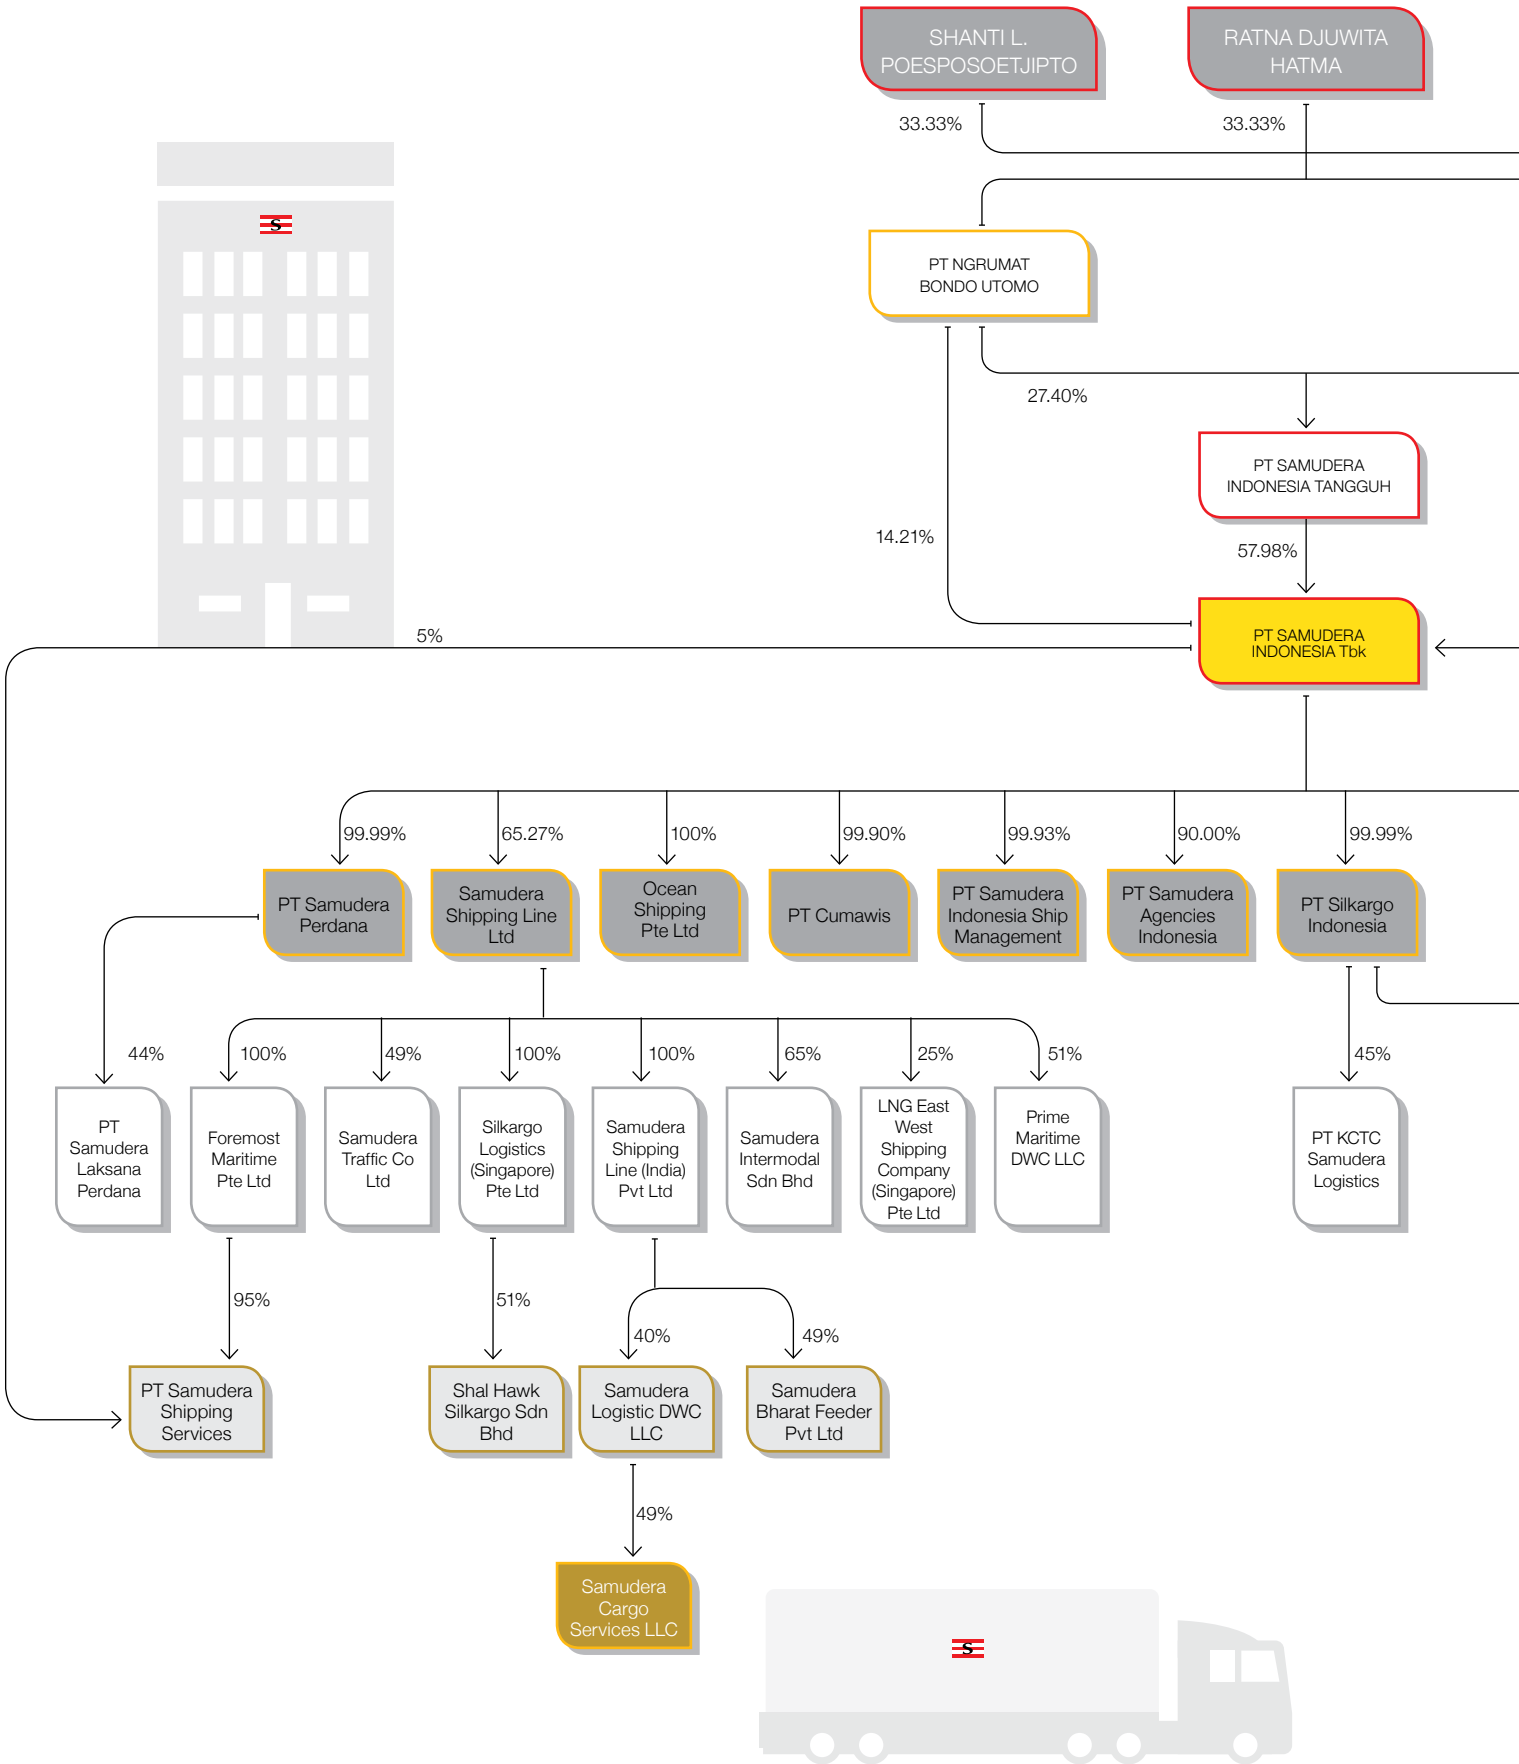 SHANTI L.
POESPOSOETJIPTO
RATNA DJUWITA
HATMA
33.33%
33.33%
S
PT NGRUMAT
BONDO UTOMO
27.40%
PT SAMUDERA
INDONESIA TANGGUH
14.21%
57.98%
5%
PT SAMUDERA
INDONESIA Tbk
99.99%
65.27%
100%
99.90%
99.93%
90.00%
99.99%
PT Samudera
Perdana
Samudera
Shipping Line
Ltd
Ocean
Shipping
Pte Ltd
PT Cumawis
PT Samudera
Indonesia Ship
Management
PT Samudera
Agencies
Indonesia
PT Silkargo
Indonesia
44%
100%
49%
100%
100%
65%
25%
51%
45%
PT
Samudera
Laksana
Perdana
Foremost
Maritime
Pte Ltd
Samudera
Traffic Co
Ltd
Silkargo
Logistics
(Singapore)
Pte Ltd
Samudera
Shipping
Line (India)
Pvt Ltd
Samudera
Intermodal
Sdn Bhd
LNG East
West
Shipping
Company
(Singapore)
Pte Ltd
Prime
Maritime
DWC LLC
PT KCTC
Samudera
Logistics
95%
51%
40%
49%
PT Samudera
Shipping
Services
Shal Hawk
Silkargo Sdn
Bhd
Samudera
Logistic DWC
LLC
Samudera
Bharat Feeder
Pvt Ltd
49%
Samudera
Cargo
Services LLC
S